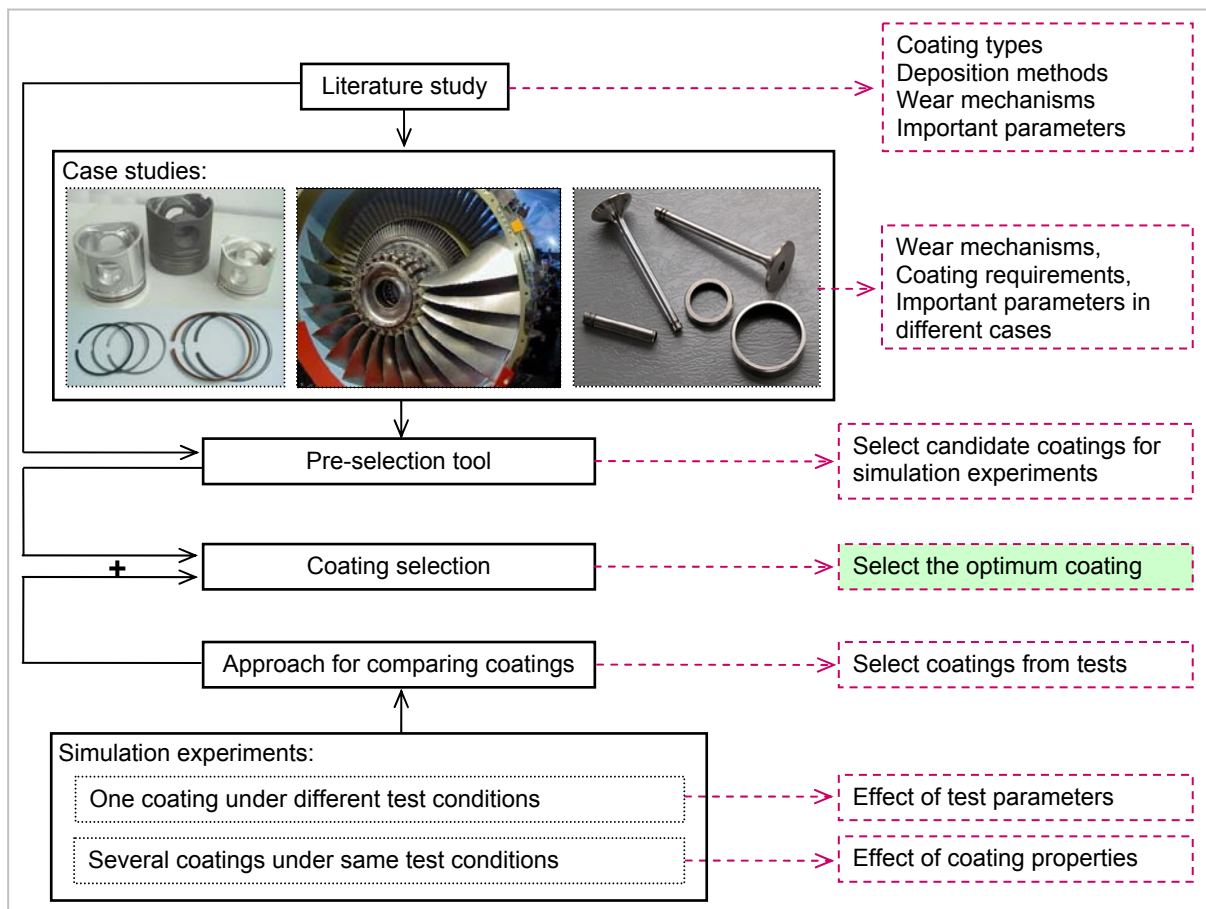 Literature study
Coating types
Deposition methods
Wear mechanisms
Important parameters
Case studies:
Wear mechanisms,
Coating requirements,
Important parameters in
different cases
Pre-selection tool
Select candidate coatings for
simulation experiments
+
Coating selection
Select the optimum coating
Approach for comparing coatings
Select coatings from tests
Simulation experiments:
One coating under different test conditions
Effect of test parameters
Several coatings under same test conditions
Effect of coating properties